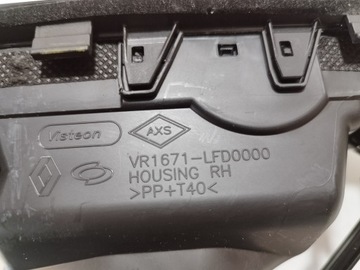 Visteon
AXS
VR1671-LFD0000
HOUSING RH
>PP+T40<